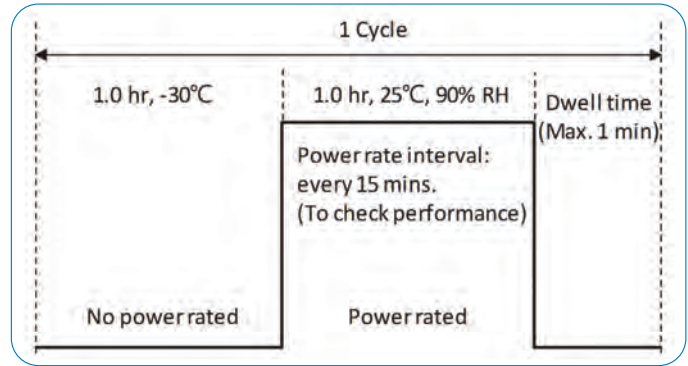 1 Cycle
1.0 hr, -30℃
1.0 hr, 25℃, 90% RH
Dwell time
(Max. 1 min)
Power rate interval:
every 15 mins.
(To check performance)
No power rated
Power rated